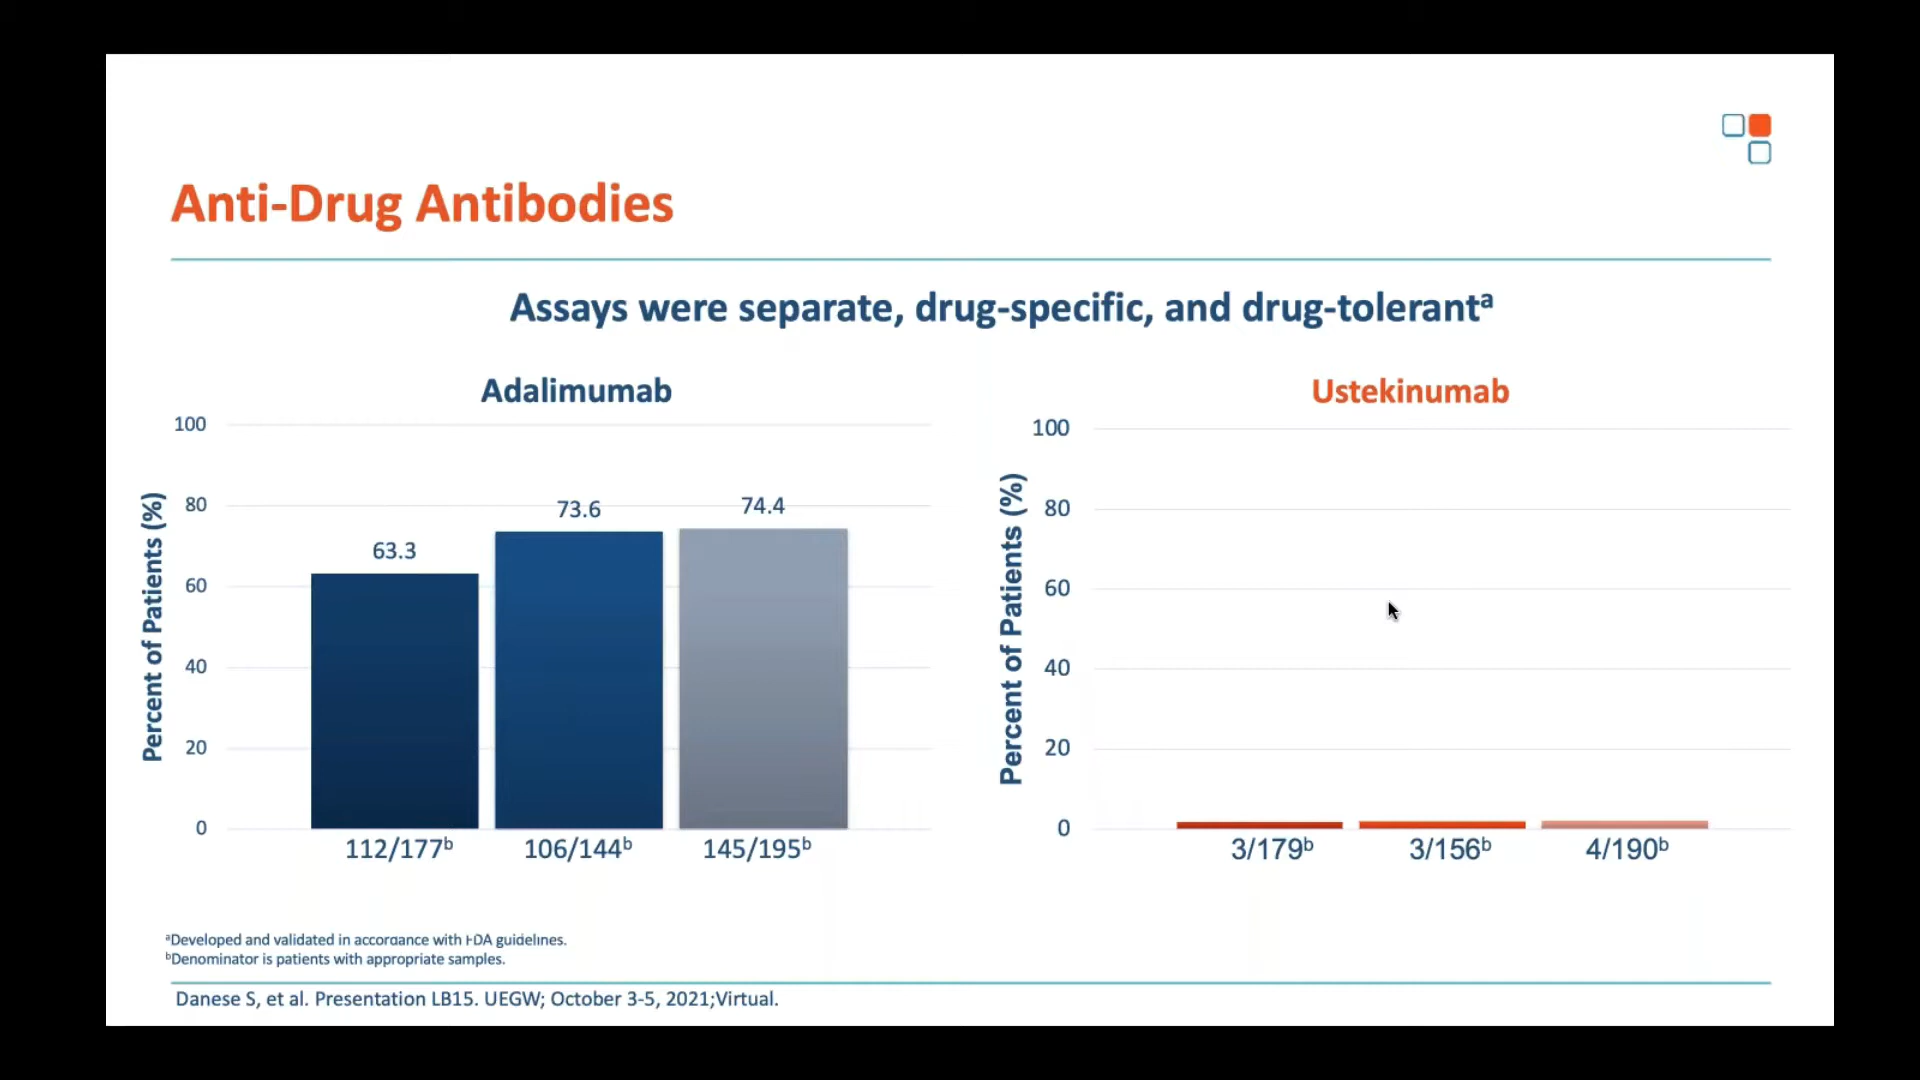 Anti-Drug Antibodies
Assays were separate, drug-specific, and drug-tolerantᵃ
Adalimumab
Percent of Patients (%)
100
80
60
40
20
0
63.3
73.6
74.4
112/177ᵇ
106/144ᵇ
145/195ᵇ
Ustekinumab
Percent of Patients (%)
100
80
60
40
20
0
3/179ᵇ
3/156ᵇ
4/190ᵇ
ᵃDeveloped and validated in accordance with FDA guidelines.
ᵇDenominator is patients with appropriate samples.
Danese S, et al. Presentation LB15. UEGW; October 3-5, 2021;Virtual.